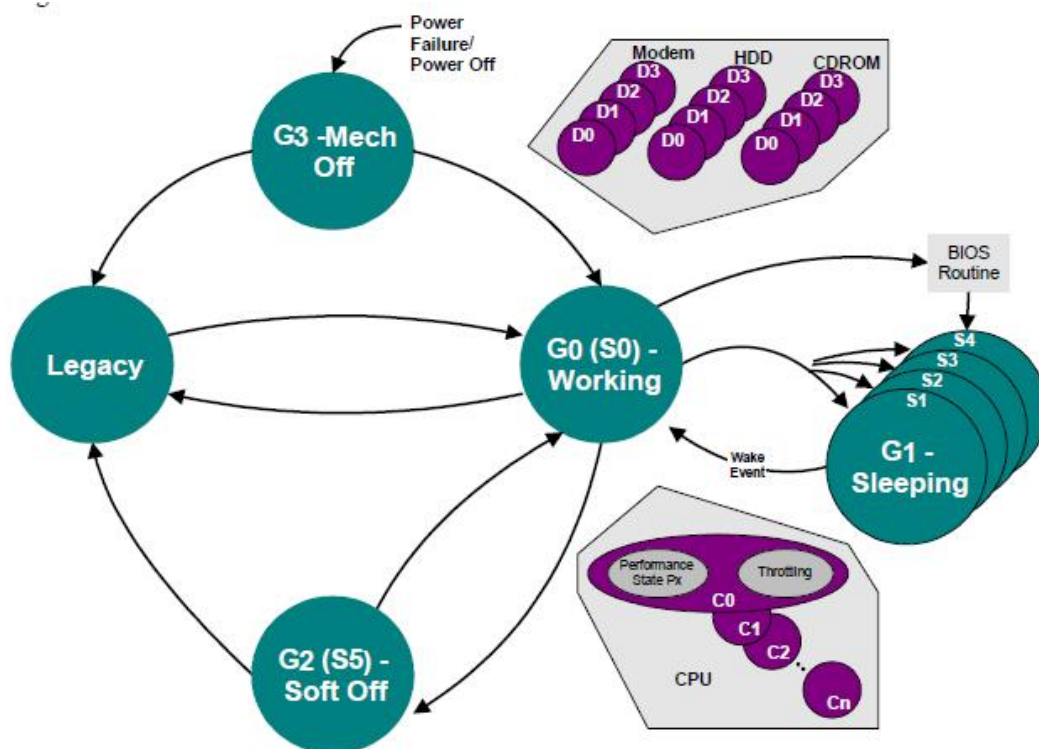 Power
Failure/
Power Off
Modem
HDD
CDROM
D3
D2
D1
D0
D3
D2
D1
D0
D3
D2
D1
D0
G3 -Mech
Off
BIOS
Routine
Legacy
G0 (S0) -
Working
S4
S3
S2
S1
G1 -
Sleeping
Wake
Event
Performance
State Px
Throttling
C0
C1
C2
Cn
CPU
G2 (S5) -
Soft Off